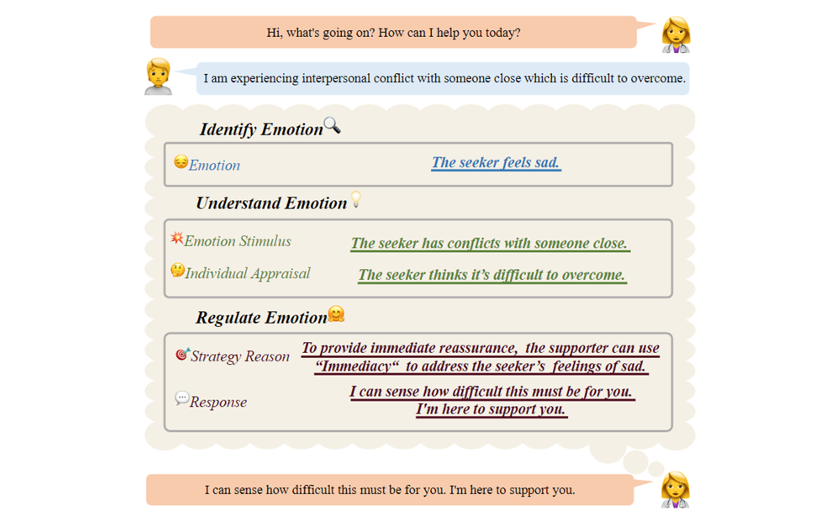 Hi, what's going on? How can I help you today?
I am experiencing interpersonal conflict with someone close which is difficult to overcome.
Identify Emotion
Emotion The seeker feels sad.
Understand Emotion
Emotion Stimulus The seeker has conflicts with someone close.
Individual Appraisal The seeker thinks it’s difficult to overcome.
Regulate Emotion
Strategy Reason To provide immediate reassurance, the supporter can use
“Immediacy“ to address the seeker’s feelings of sad.
Response I can sense how difficult this must be for you.
I'm here to support you.
I can sense how difficult this must be for you. I'm here to support you.